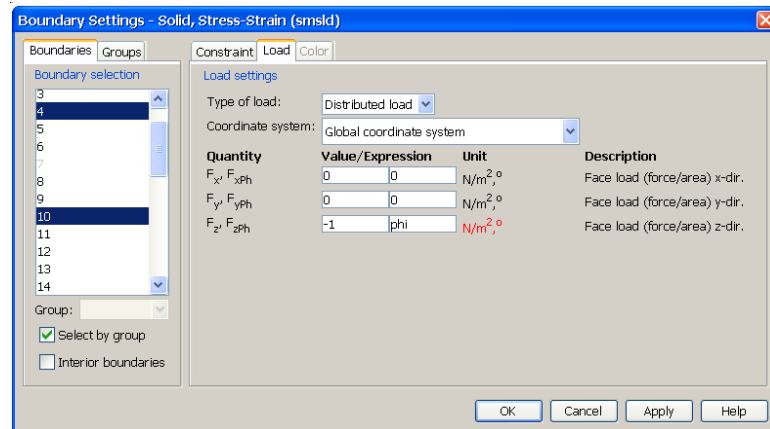 Boundary Settings - Solid, Stress-Strain (smsld)
Boundaries Groups
Constraint Load Color
Boundary selection
3
4
5
6
7
8
9
10
11
12
13
14
Group:
Select by group
Interior boundaries
Load settings
Type of load: Distributed load
Coordinate system: Global coordinate system
Quantity Value/Expression Unit Description
Fx, FxPh 0 0 N/m²,° Face load (force/area) x-dir.
Fy, FyPh 0 0 N/m²,° Face load (force/area) y-dir.
Fz, FzPh -1 phi N/m²,° Face load (force/area) z-dir.
OK Cancel Apply Help